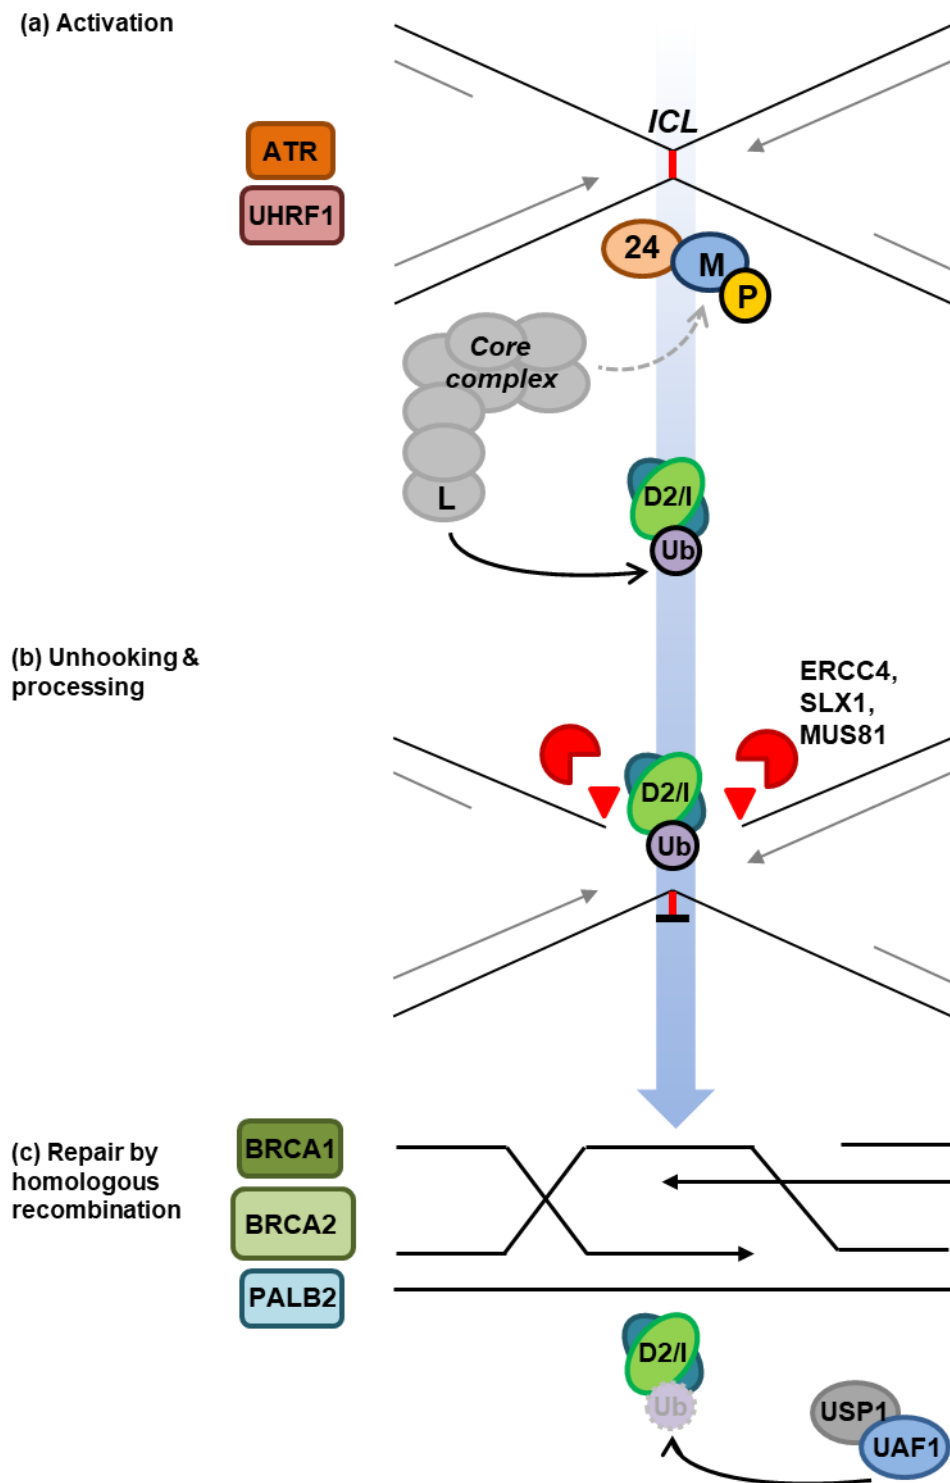 (a) Activation
ICL
ATR
UHRF1
24
M
P
Core
complex
L
D2/I
Ub
(b) Unhooking &
processing
ERCC4,
SLX1,
MUS81
D2/I
Ub
(c) Repair by
homologous
recombination
BRCA1
BRCA2
PALB2
D2/I
Ub
USP1
UAF1